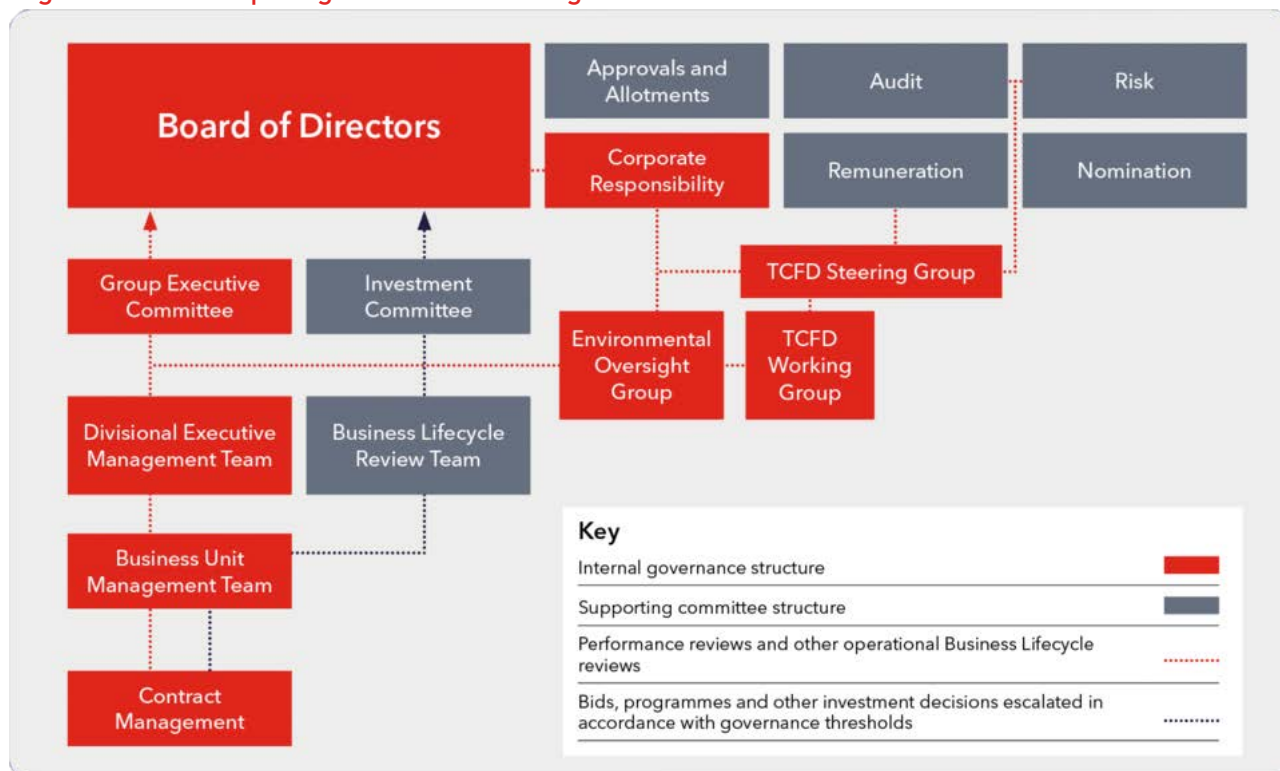 Board of Directors
Approvals and
Allotments
Audit
Risk
Corporate
Responsibility
Remuneration
Nomination
Group Executive
Committee
Investment
Committee
TCFD Steering Group
Environmental
Oversight
Group
TCFD
Working
Group
Divisional Executive
Management Team
Business Lifecycle
Review Team
Business Unit
Management Team
Contract
Management
Key
Internal governance structure
Supporting committee structure
Performance reviews and other operational Business Lifecycle
reviews
Bids, programmes and other investment decisions escalated in
accordance with governance thresholds